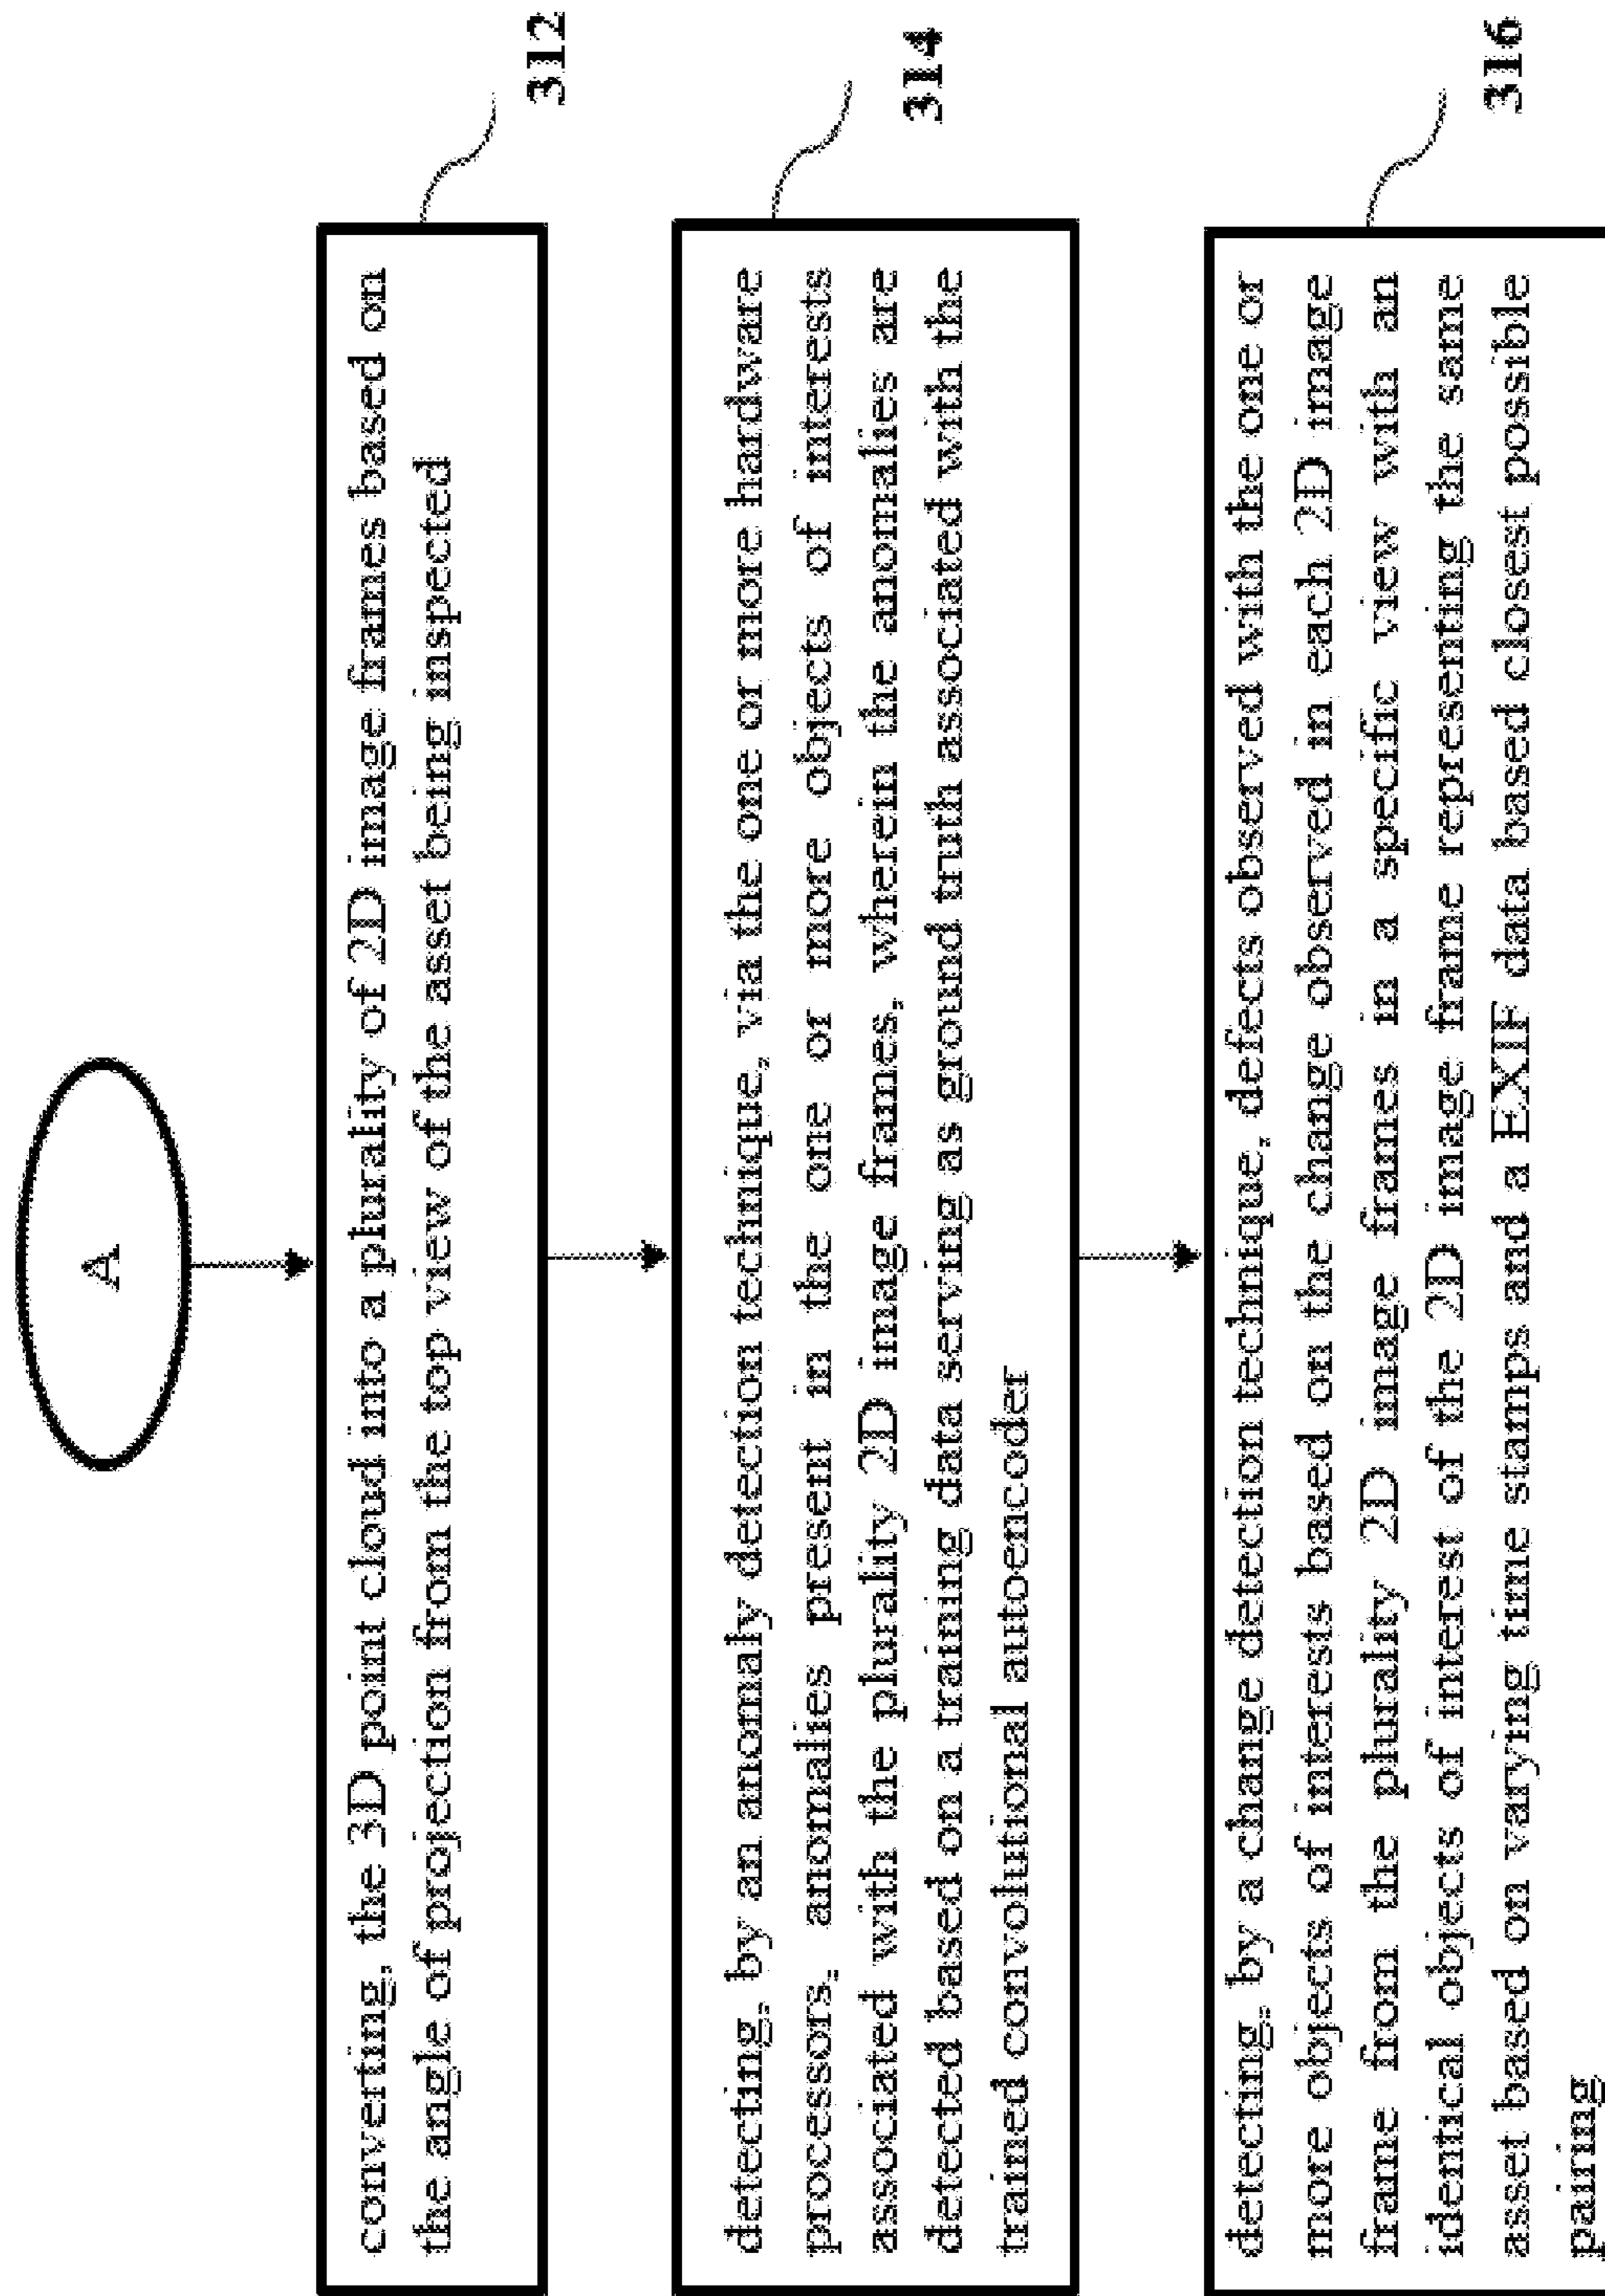 A
converting, the 3D point cloud into a plurality of 2D image frames based on
the angle of projection from the top view of the asset being inspected
312
detecting, by an anomaly detection technique, via the one or more hardware
processors, anomalies present in the one or more objects of interests
associated with the plurality 2D image frames, wherein the anomalies are
detected based on a training data serving as ground truth associated with the
trained convolutional autoencoder
314
detecting, by a change detection technique, defects observed with the one or
more objects of interests based on the change observed in each 2D image
frame from the plurality 2D image frames in a specific view with an
identical objects of interest of the 2D image frame representing the same
asset based on varying time stamps and a EXIF data based closest possible
pairing
316